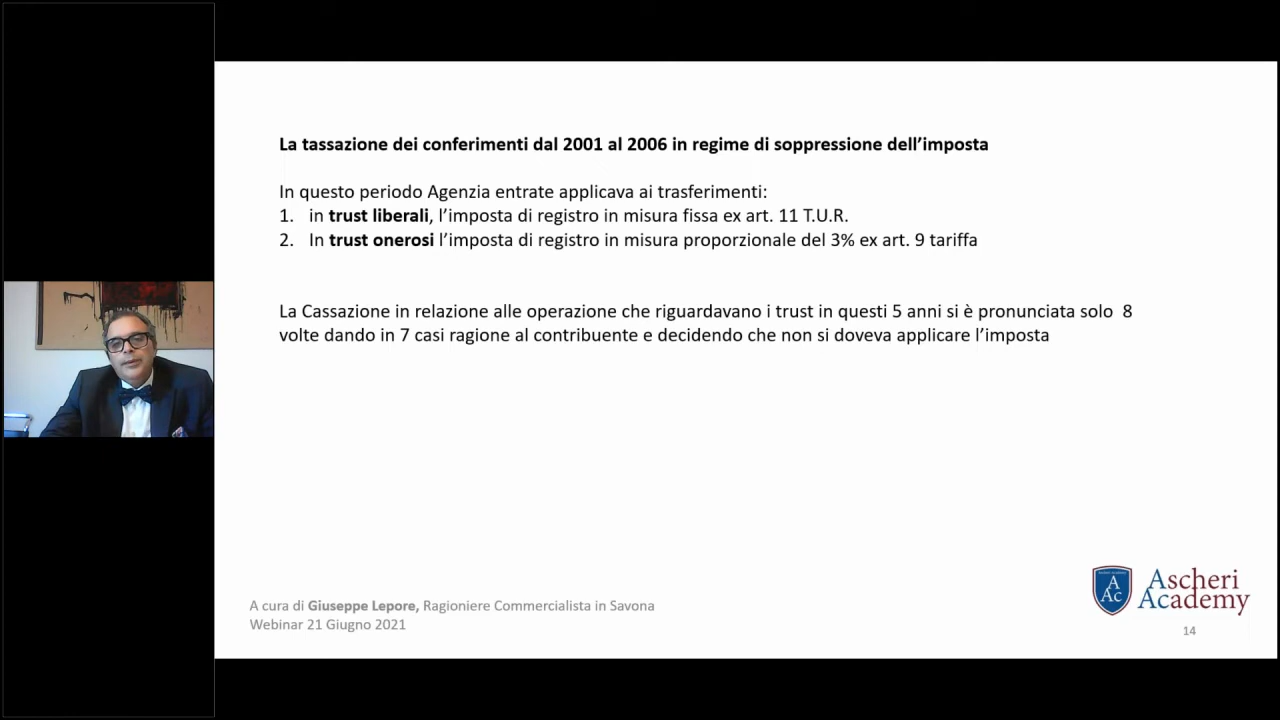 La tassazione dei conferimenti dal 2001 al 2006 in regime di soppressione dell’imposta
In questo periodo Agenzia entrate applicava ai trasferimenti:
1. in trust liberali, l’imposta di registro in misura fissa ex art. 11 T.U.R.
2. In trust onerosi l’imposta di registro in misura proporzionale del 3% ex art. 9 tariffa
La Cassazione in relazione alle operazione che riguardavano i trust in questi 5 anni si è pronunciata solo 8
volte dando in 7 casi ragione al contribuente e decidendo che non si doveva applicare l’imposta
A cura di Giuseppe Lepore, Ragioniere Commercialista in Savona
Webinar 21 Giugno 2021
A
Ac
Ascheri
Academy
14